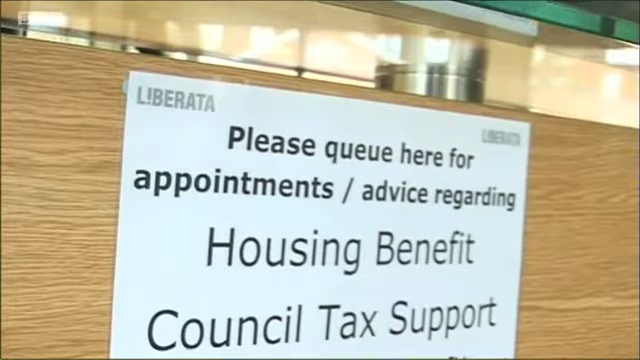 L!BERATA
LIBERATA
Please queue here for
appointments / advice regarding
Housing Benefit
Council Tax Support